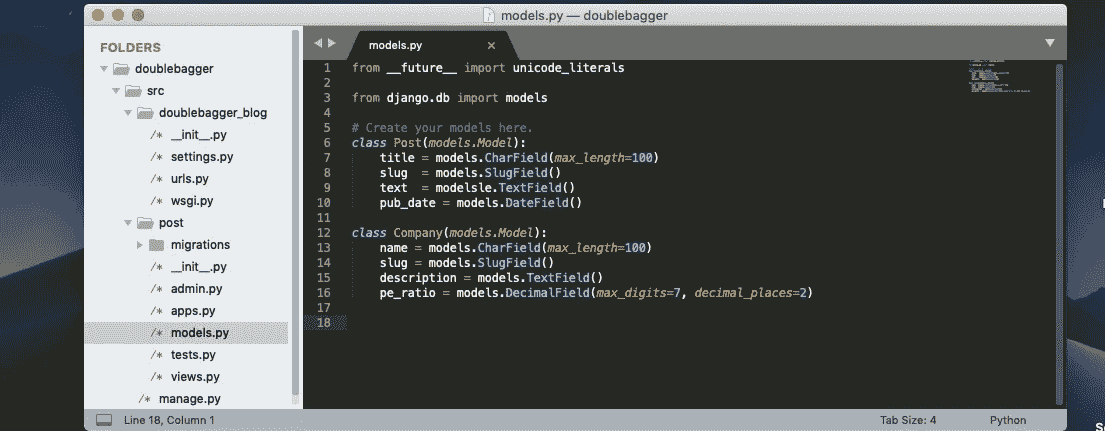 models.py — doublebagger
FOLDERS
doublebagger
src
doublebagger_blog
/* __init__.py
/* settings.py
/* urls.py
/* wsgi.py
post
migrations
/* __init__.py
/* admin.py
/* apps.py
/* models.py
/* tests.py
/* views.py
/* manage.py
models.py ×
1 from __future__ import unicode_literals
2
3 from django.db import models
4
5 # Create your models here.
6 class Post(models.Model):
7 title = models.CharField(max_length=100)
8 slug  = models.SlugField()
9 text  = modelsle.TextField()
10 pub_date = models.DateField()
11
12 class Company(models.Model):
13 name = models.CharField(max_length=100)
14 slug = models.SlugField()
15 description = models.TextField()
16 pe_ratio = models.DecimalField(max_digits=7, decimal_places=2)
17
18
Line 18, Column 1
Tab Size: 4
Python